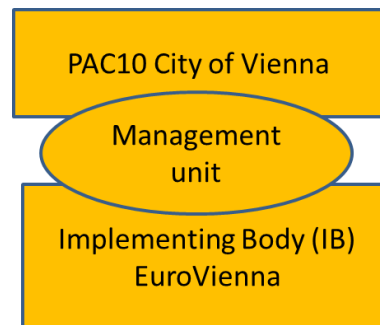 PAC10 City of Vienna
Management
unit
Implementing Body (IB)
EuroVienna